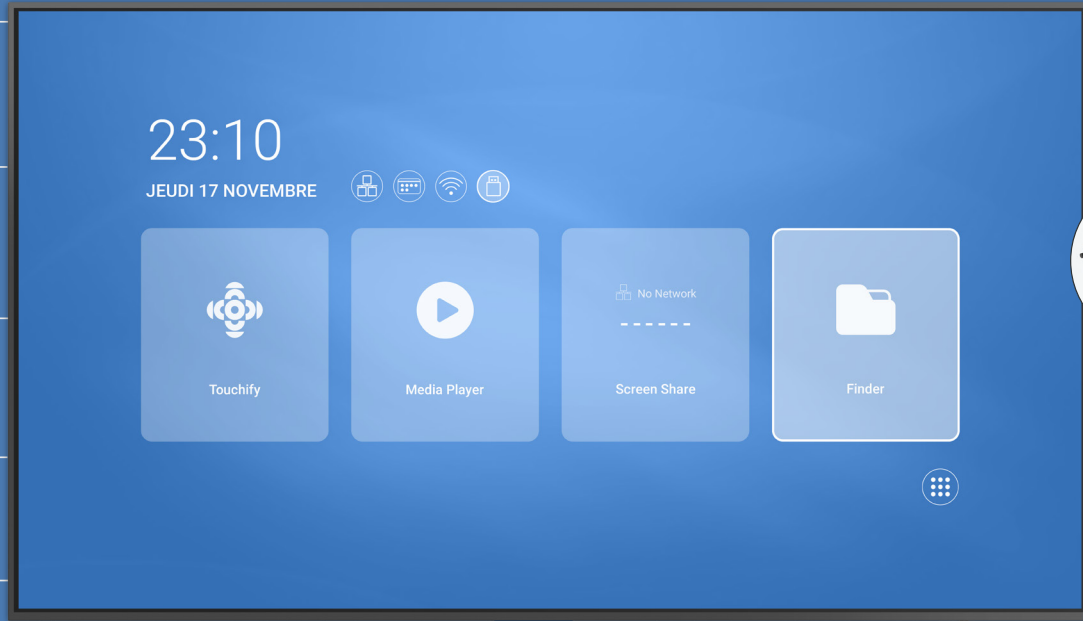 23:10
JEUDI 17 NOVEMBRE
No Network
------
Touchify
Media Player
Screen Share
Finder